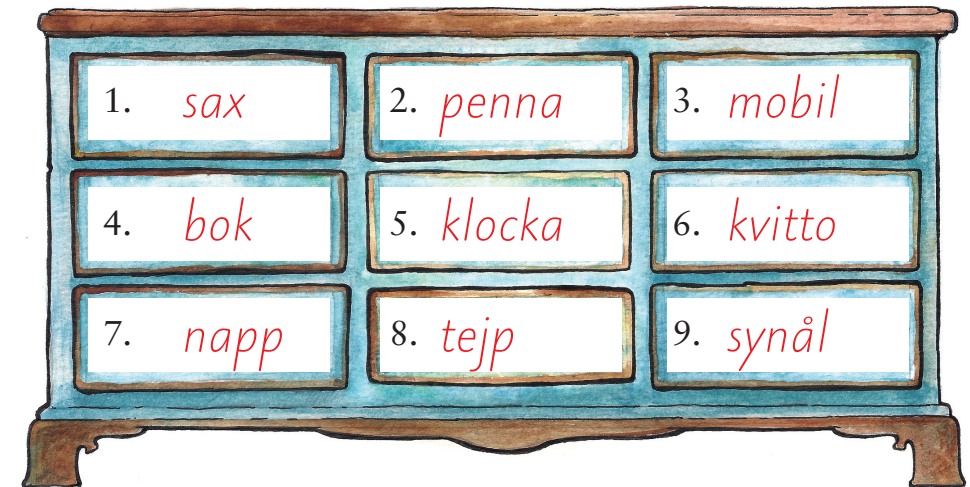 1. sax
2. penna
3. mobil
4. bok
5. klocka
6. kvitto
7. napp
8. tejp
9. synål